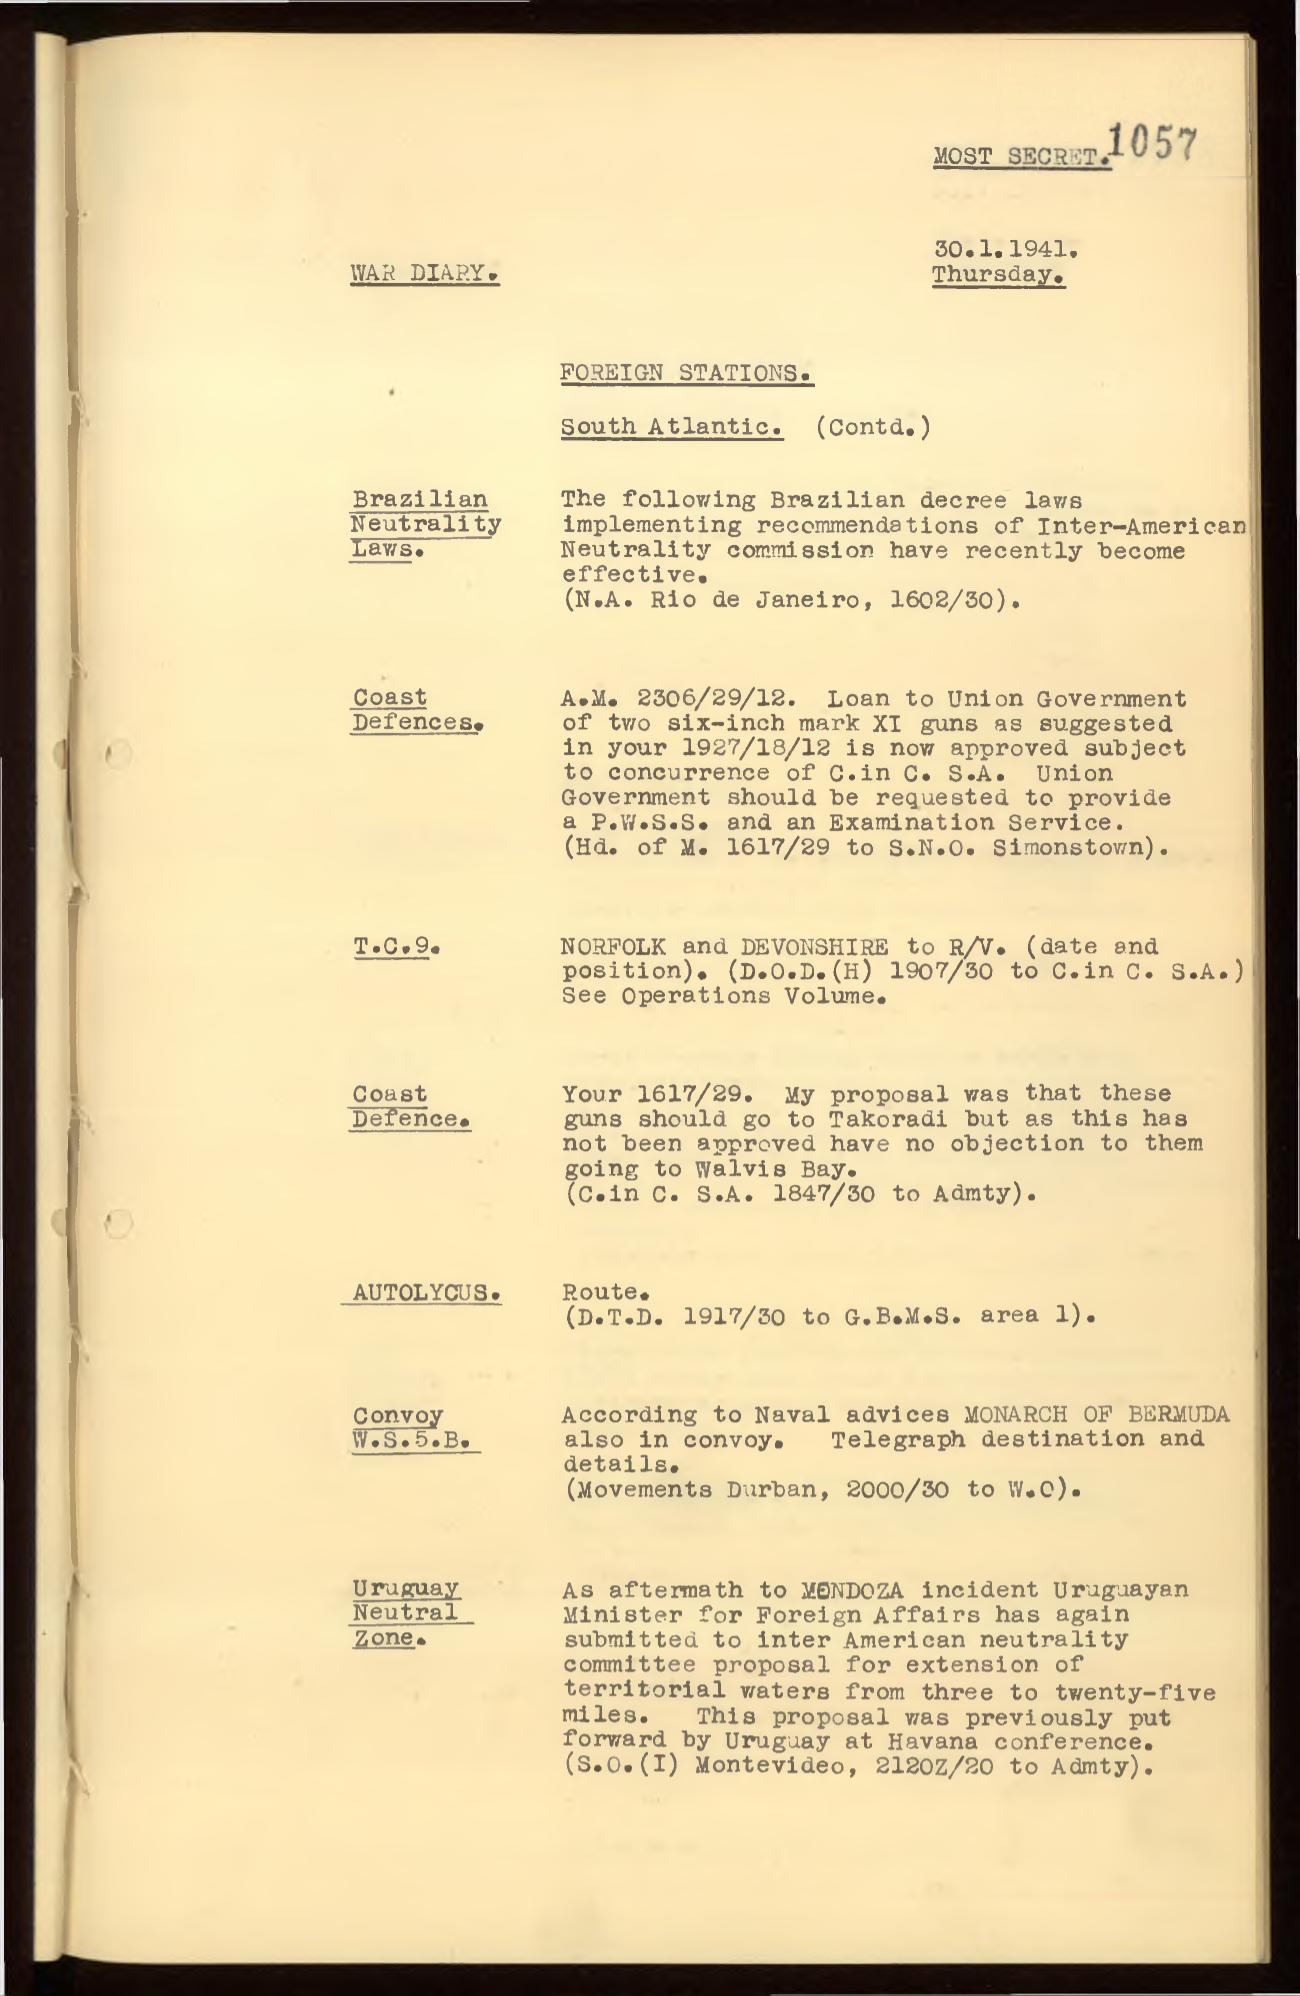 MOST SECRET. 1057
30.1.1941.
WAR DIARY. Thursday.
FOREIGN STATIONS.
South Atlantic. (Contd.)
Brazilian The following Brazilian decree laws
Neutrality implementing recommendations of Inter-American
Laws. Neutrality commission have recently become
effective.
(N.A. Rio de Janeiro, 1602/30).
Coast A.M. 2306/29/12. Loan to Union Government
Defences. of two six-inch mark XI guns as suggested
in your 1927/18/12 is now approved subject
to concurrence of C.in C. S.A. Union
Government should be requested to provide
a P.W.S.S. and an Examination Service.
(Hd. of M. 1617/29 to S.N.O. Simonstown).
T.C.9. NORFOLK and DEVONSHIRE to R/V. (date and
position). (D.O.D.(H) 1907/30 to C.in C. S.A.)
See Operations Volume.
Coast Your 1617/29. My proposal was that these
Defence. guns should go to Takoradi but as this has
not been approved have no objection to them
going to Walvis Bay.
(C.in C. S.A. 1847/30 to Admty).
AUTOLYCUS. Route.
(D.T.D. 1917/30 to G.B.M.S. area 1).
Convoy According to Naval advices MONARCH OF BERMUDA
W.S.5.B. also in convoy. Telegraph destination and
details.
(Movements Durban, 2000/30 to W.O).
Uruguay As aftermath to MENDOZA incident Uruguayan
Neutral Minister for Foreign Affairs has again
Zone. submitted to inter American neutrality
committee proposal for extension of
territorial waters from three to twenty-five
miles. This proposal was previously put
forward by Uruguay at Havana conference.
(S.O.(I) Montevideo, 2120Z/20 to Admty).